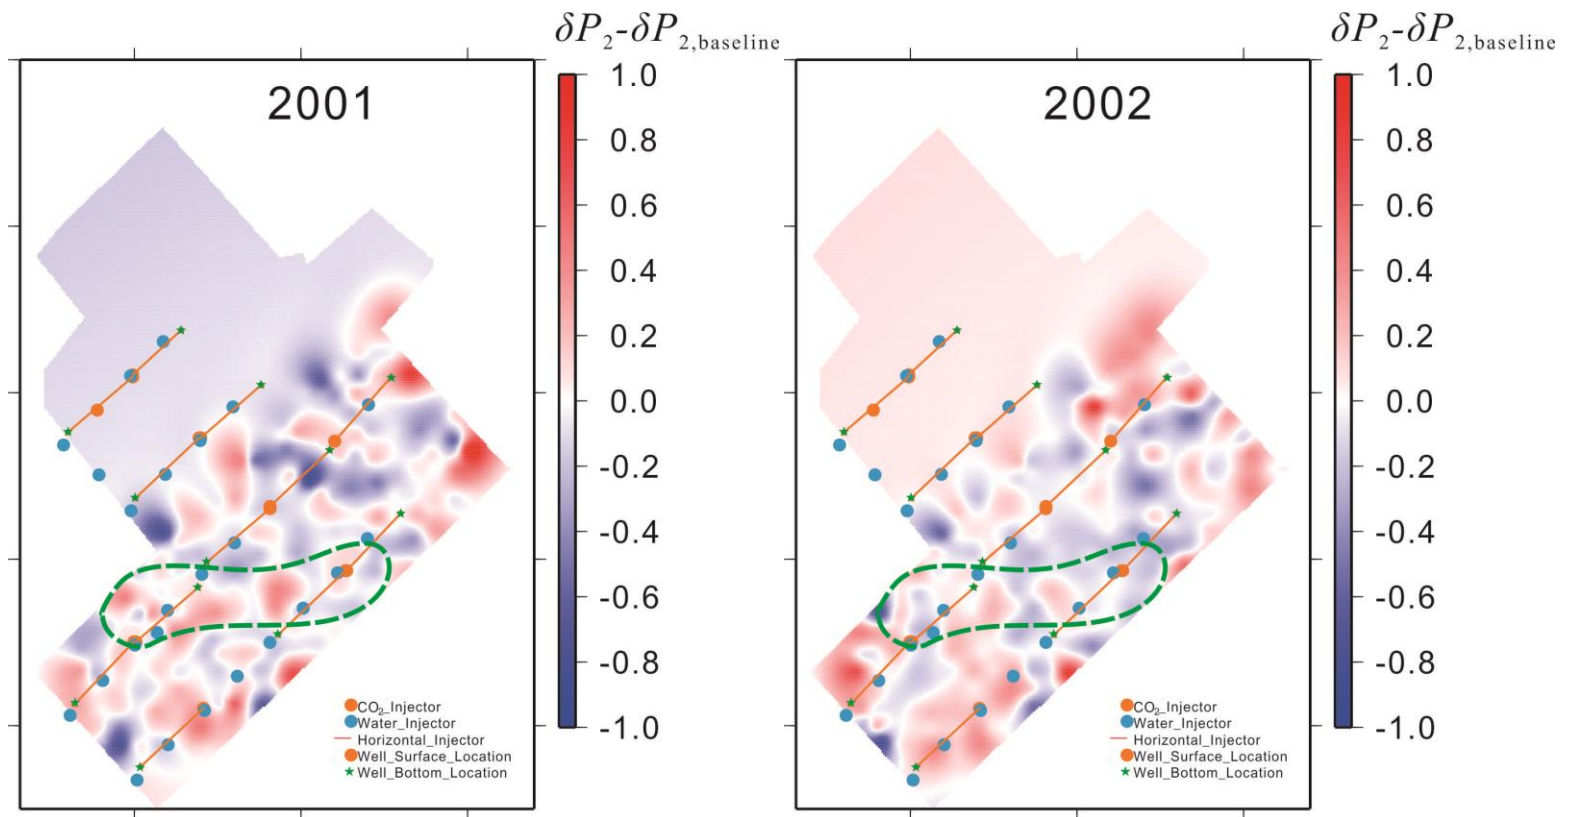 δP₂-δP₂,baseline
2001
1.0
0.8
0.6
0.4
0.2
0.0
-0.2
-0.4
-0.6
-0.8
-1.0
CO₂_Injector
Water_Injector
Horizontal_Injector
Well_Surface_Location
Well_Bottom_Location
δP₂-δP₂,baseline
2002
1.0
0.8
0.6
0.4
0.2
0.0
-0.2
-0.4
-0.6
-0.8
-1.0
CO₂_Injector
Water_Injector
Horizontal_Injector
Well_Surface_Location
Well_Bottom_Location